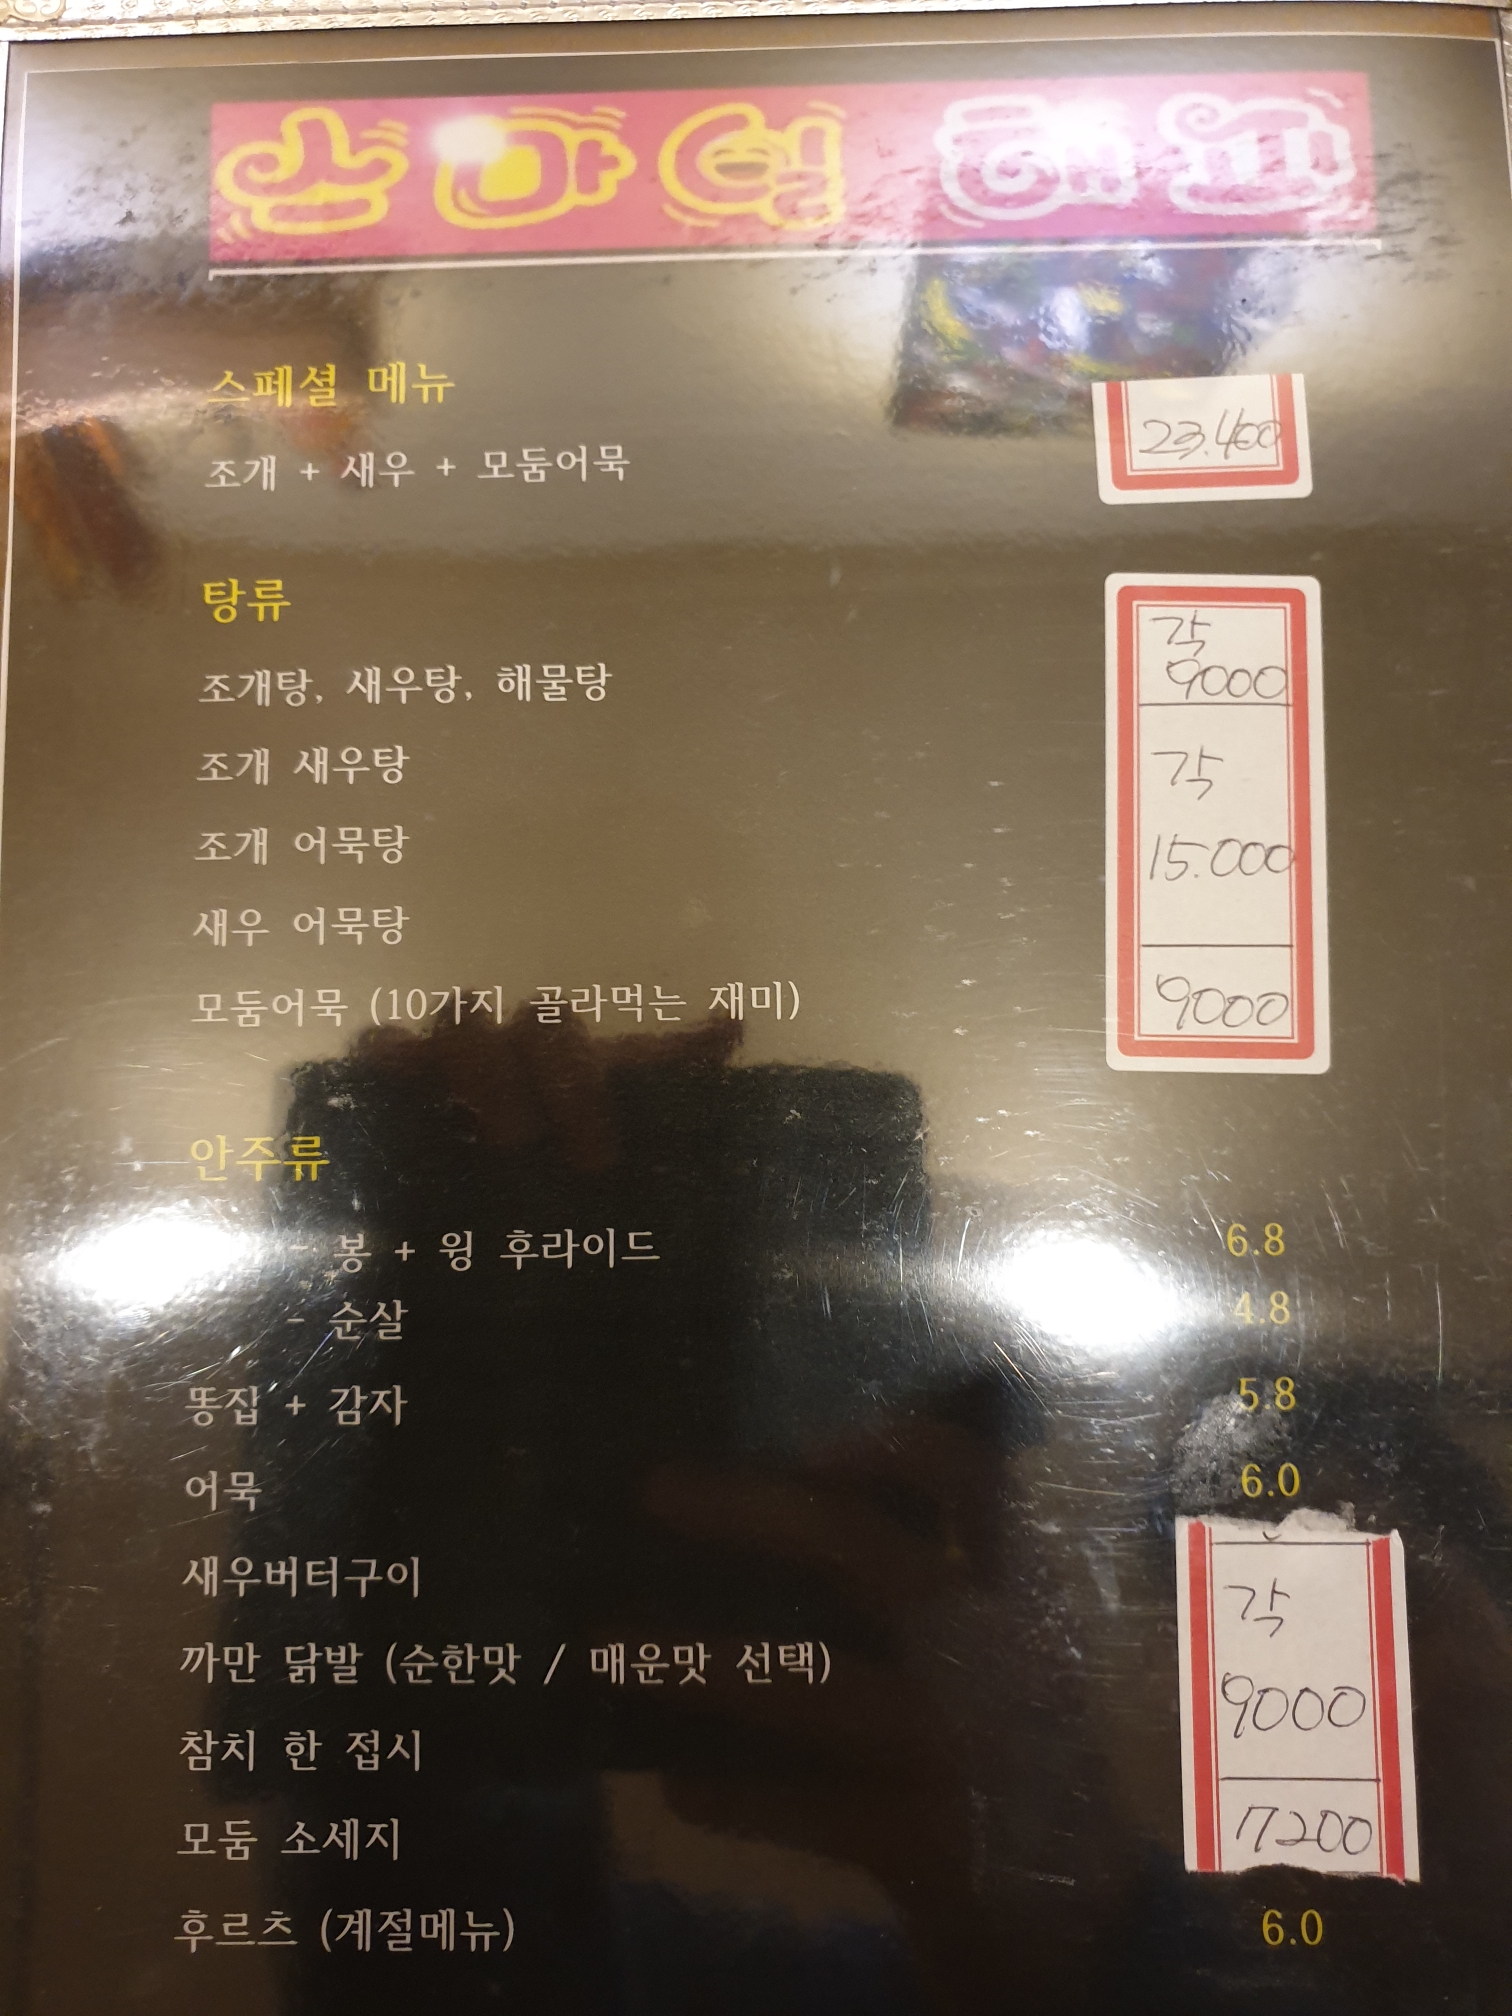 스마일 해피
스페셜 메뉴
조개 + 새우 + 모둠어묵 23.400
탕류
조개탕, 새우탕, 해물탕 각 9000
조개 새우탕 각
조개 어묵탕 15.000
새우 어묵탕
모둠어묵 (10가지 골라먹는 재미) 9000
안주류
- 봉 + 윙 후라이드 6.8
- 순살 4.8
똥집 + 감자 5.8
어묵 6.0
새우버터구이 각
까만 닭발 (순한맛 / 매운맛 선택) 9000
참치 한 접시
모둠 소세지 7200
후르츠 (계절메뉴) 6.0